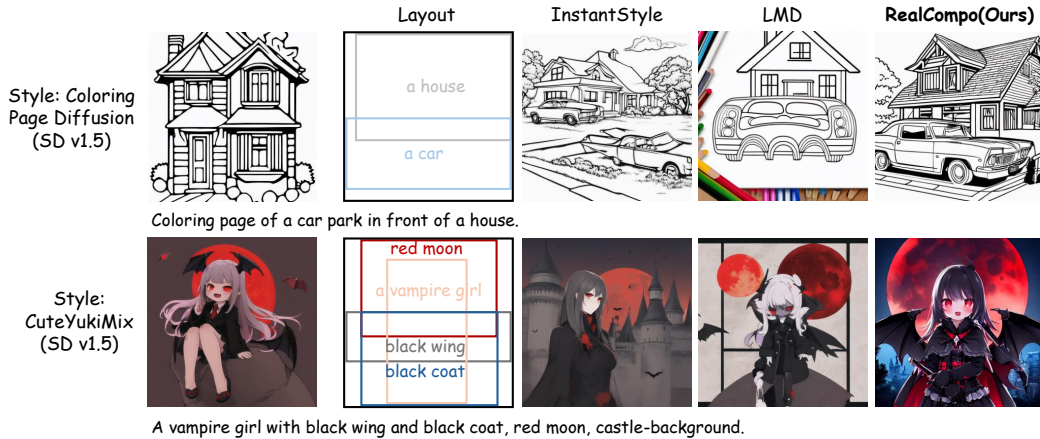 Layout
InstantStyle
LMD
RealCompo(Ours)
Style: Coloring
Page Diffusion
(SD v1.5)
a house
a car
Coloring page of a car park in front of a house.
Style:
CuteYukiMix
(SD v1.5)
red moon
a vampire girl
black wing
black coat
A vampire girl with black wing and black coat, red moon, castle-background.